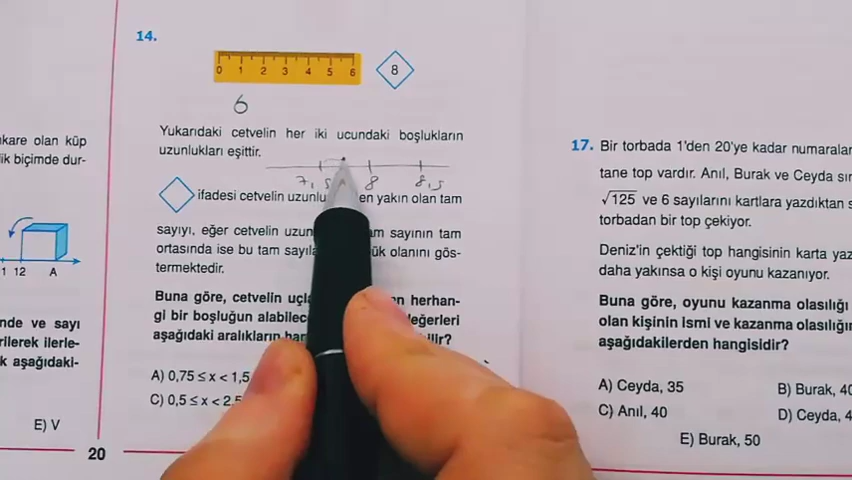 14.
0 1 2 3 4 5 6
8
6
Yukarıdaki cetvelin her iki ucundaki boşlukların
uzunlukları eşittir.
7,5 8 8,5
ifadesi cetvelin uzunlu en yakın olan tam
sayıyı, eğer cetvelin uzun am sayının tam
ortasında ise bu tam sayıla ük olanını gös-
termektedir.
Buna göre, cetvelin uçla n herhan-
gi bir boşluğun alabilece değerleri
aşağıdaki aralıkların han
A) 0,75 ≤ x < 1,5
C) 0,5 ≤ x < 2,5
20
kare olan küp
lik biçimde dur-
1 12 A
nde ve sayı
rilerek ilerle-
k aşağıdaki-
E) V
17. Bir torbada 1'den 20'ye kadar numaralan
tane top vardır. Anıl, Burak ve Ceyda sır
√125 ve 6 sayılarını kartlara yazdıktan s
torbadan bir top çekiyor.
Deniz'in çektiği top hangisinin karta yaz
daha yakınsa o kişi oyunu kazanıyor.
Buna göre, oyunu kazanma olasılığı
olan kişinin ismi ve kazanma olasılığın
aşağıdakilerden hangisidir?
A) Ceyda, 35
B) Burak, 40
C) Anıl, 40
D) Ceyda, 4
E) Burak, 50